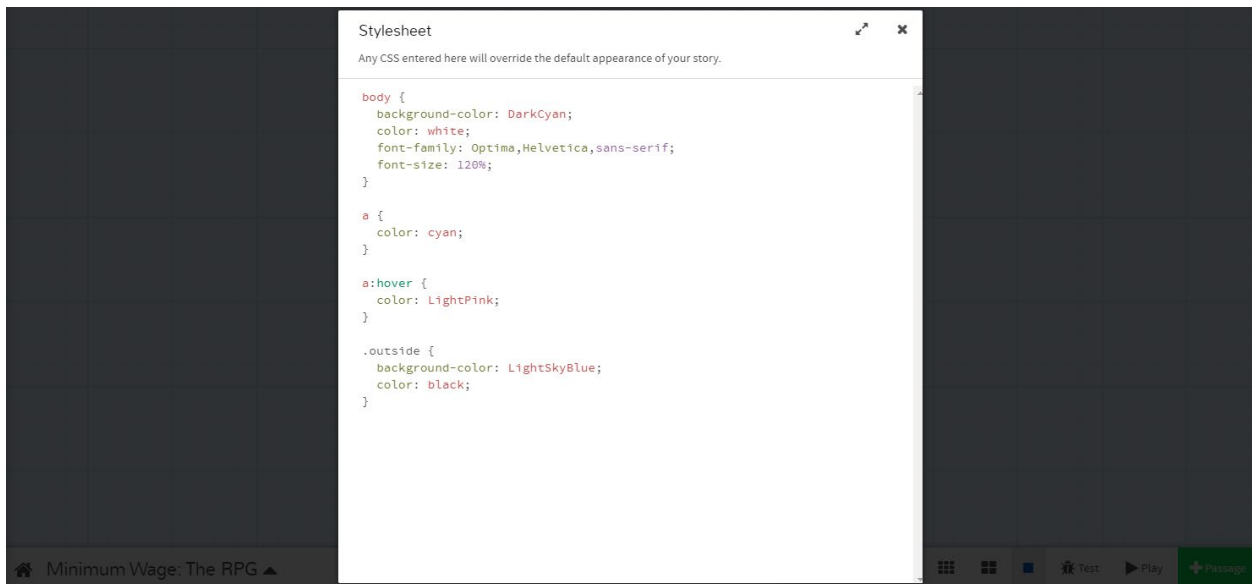 Stylesheet
Any CSS entered here will override the default appearance of your story.
body {
  background-color: DarkCyan;
  color: white;
  font-family: Optima,Helvetica,sans-serif;
  font-size: 120%;
}
a {
  color: cyan;
}
a:hover {
  color: LightPink;
}
.outside {
  background-color: LightSkyBlue;
  color: black;
}
Minimum Wage: The RPG
Test
Play
Passage